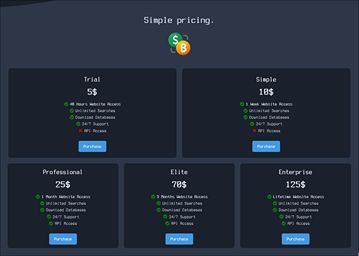 Simple pricing.
Trial
5$
48 Hours Website Access
Unlimited Searches
Download Databases
24/7 Support
API Access
Purchase
Simple
10$
1 Week Website Access
Unlimited Searches
Download Databases
24/7 Support
API Access
Purchase
Professional
25$
1 Month Website Access
Unlimited Searches
Download Databases
24/7 Support
API Access
Purchase
Elite
70$
3 Months Website Access
Unlimited Searches
Download Databases
24/7 Support
API Access
Purchase
Enterprise
125$
Lifetime Website Access
Unlimited Searches
Download Databases
24/7 Support
API Access
Purchase